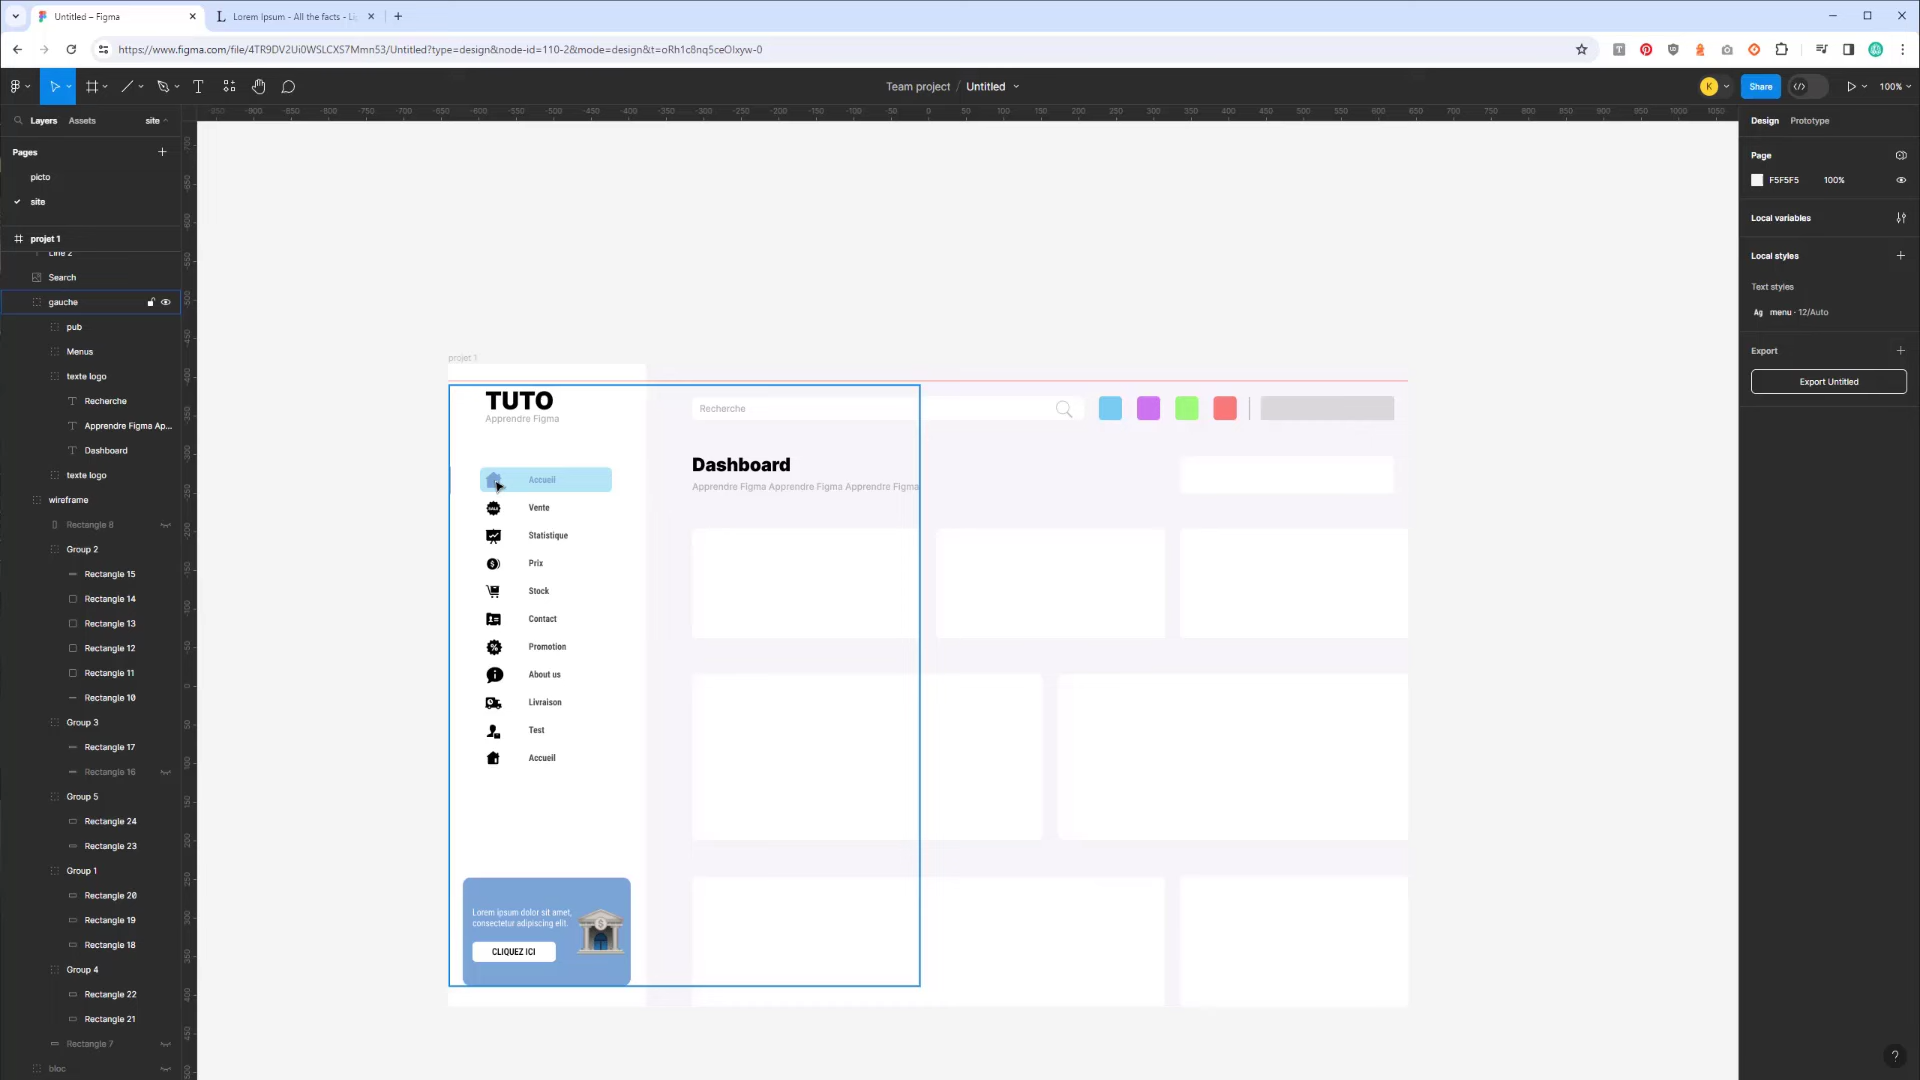 Untitled – Figma
Lorem Ipsum - All the facts - Li
https://www.figma.com/file/4TR9DV2Ui0WSLCXS7Mmn53/Untitled?type=design&node-id=110-2&mode=design&t=oRh1c8nq5ceOlxyw-0
Team project / Untitled
K
Share
100%
Layers
Assets
site
Pages
picto
site
projet 1
Line 2
Search
gauche
pub
Menus
texte logo
Recherche
Apprendre Figma Ap...
Dashboard
texte logo
wireframe
Rectangle 8
Group 2
Rectangle 15
Rectangle 14
Rectangle 13
Rectangle 12
Rectangle 11
Rectangle 10
Group 3
Rectangle 17
Rectangle 16
Group 5
Rectangle 24
Rectangle 23
Group 1
Rectangle 20
Rectangle 19
Rectangle 18
Group 4
Rectangle 22
Rectangle 21
Rectangle 7
bloc
projet 1
TUTO
Apprendre Figma
Accueil
Vente
Statistique
Prix
Stock
Contact
Promotion
About us
Livraison
Test
Accueil
Lorem ipsum dolor sit amet,
consectetur adipiscing elit.
CLIQUEZ ICI
Recherche
Dashboard
Apprendre Figma Apprendre Figma Apprendre Figma
Design
Prototype
Page
F5F5F5
100%
Local variables
Local styles
Text styles
Ag menu · 12/Auto
Export
Export Untitled
?